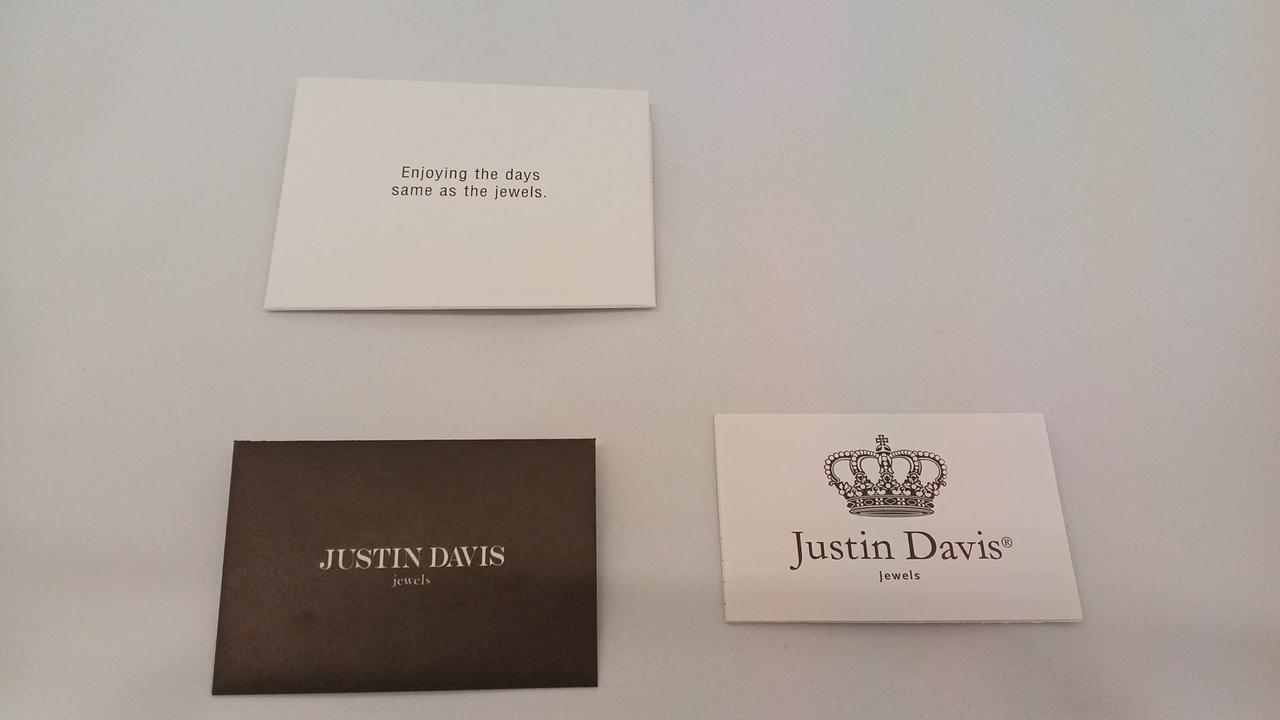 Enjoying the days
same as the jewels.
JUSTIN DAVIS
jewels
Justin Davis®
Jewels